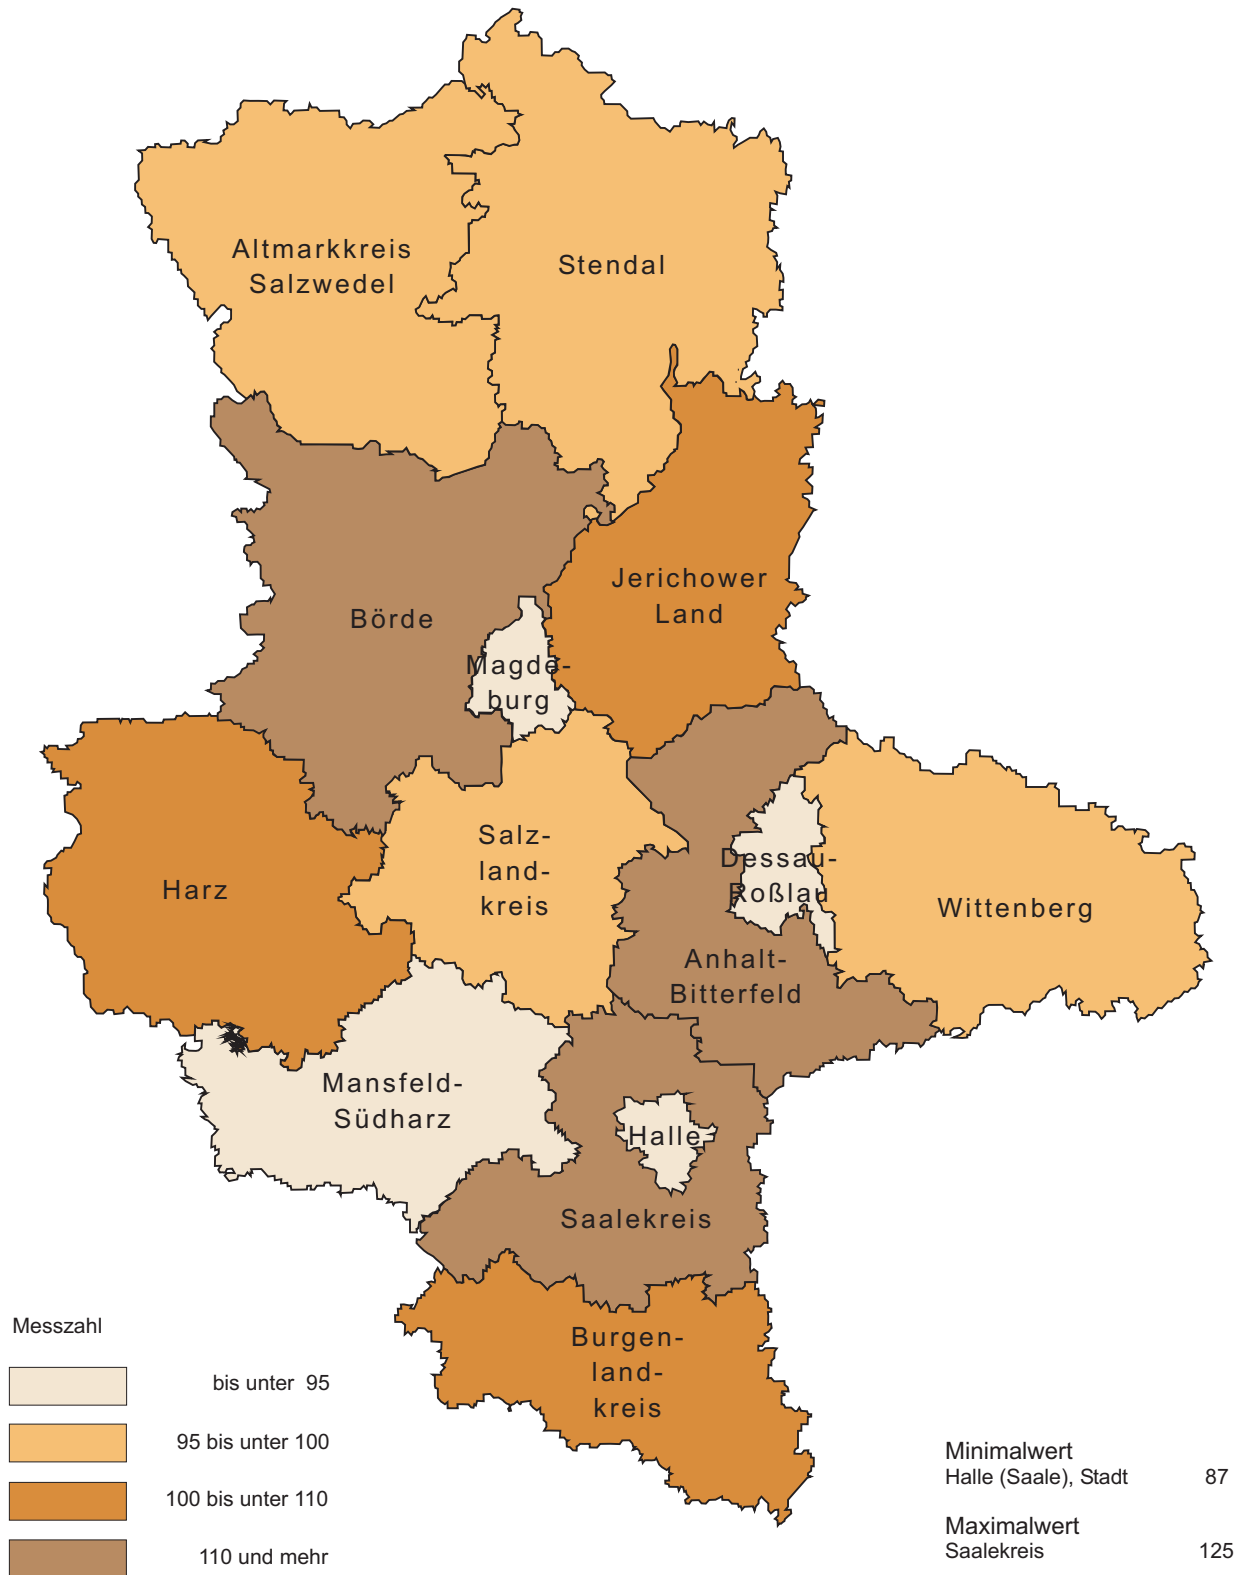 Altmarkkreis
Salzwedel
Stendal
Jerichower
Land
Börde
Magde-
burg
Salz-
land-
kreis
Dessau-
Roßlau
Harz
Wittenberg
Anhalt-
Bitterfeld
Mansfeld-
Südharz
Halle
Saalekreis
Burgen-
land-
kreis
Messzahl
bis unter 95
95 bis unter 100
100 bis unter 110
110 und mehr
Minimalwert
Halle (Saale), Stadt 87
Maximalwert
Saalekreis 125